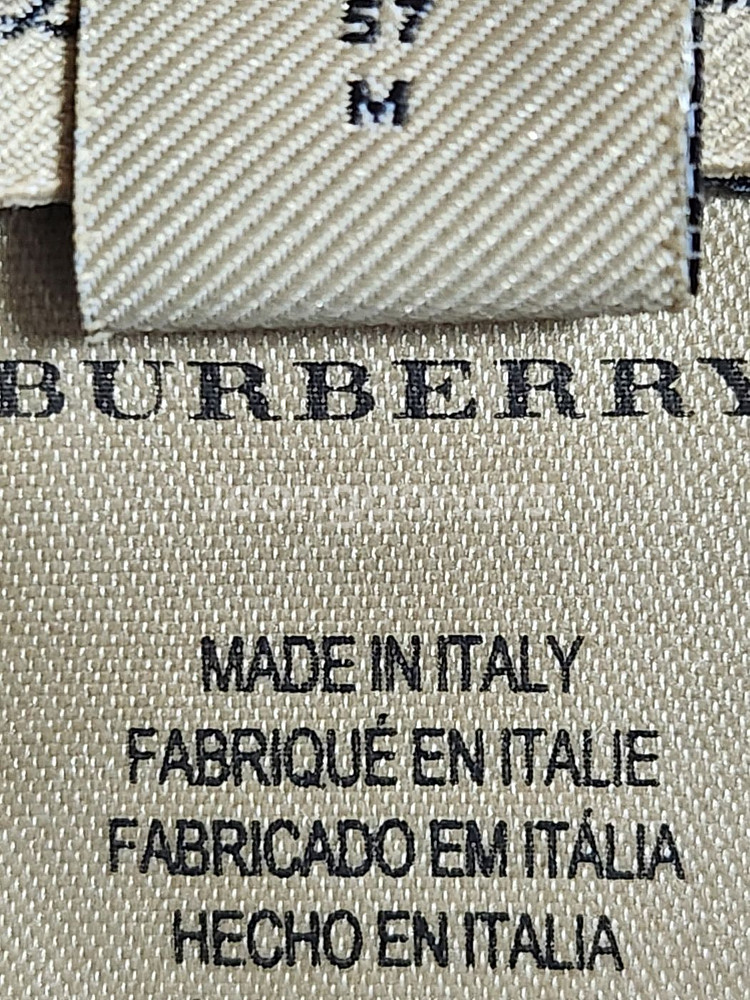 57
M
BURBERRY
MADE IN ITALY
FABRIQUÉ EN ITALIE
FABRICADO EM ITÁLIA
HECHO EN ITALIA